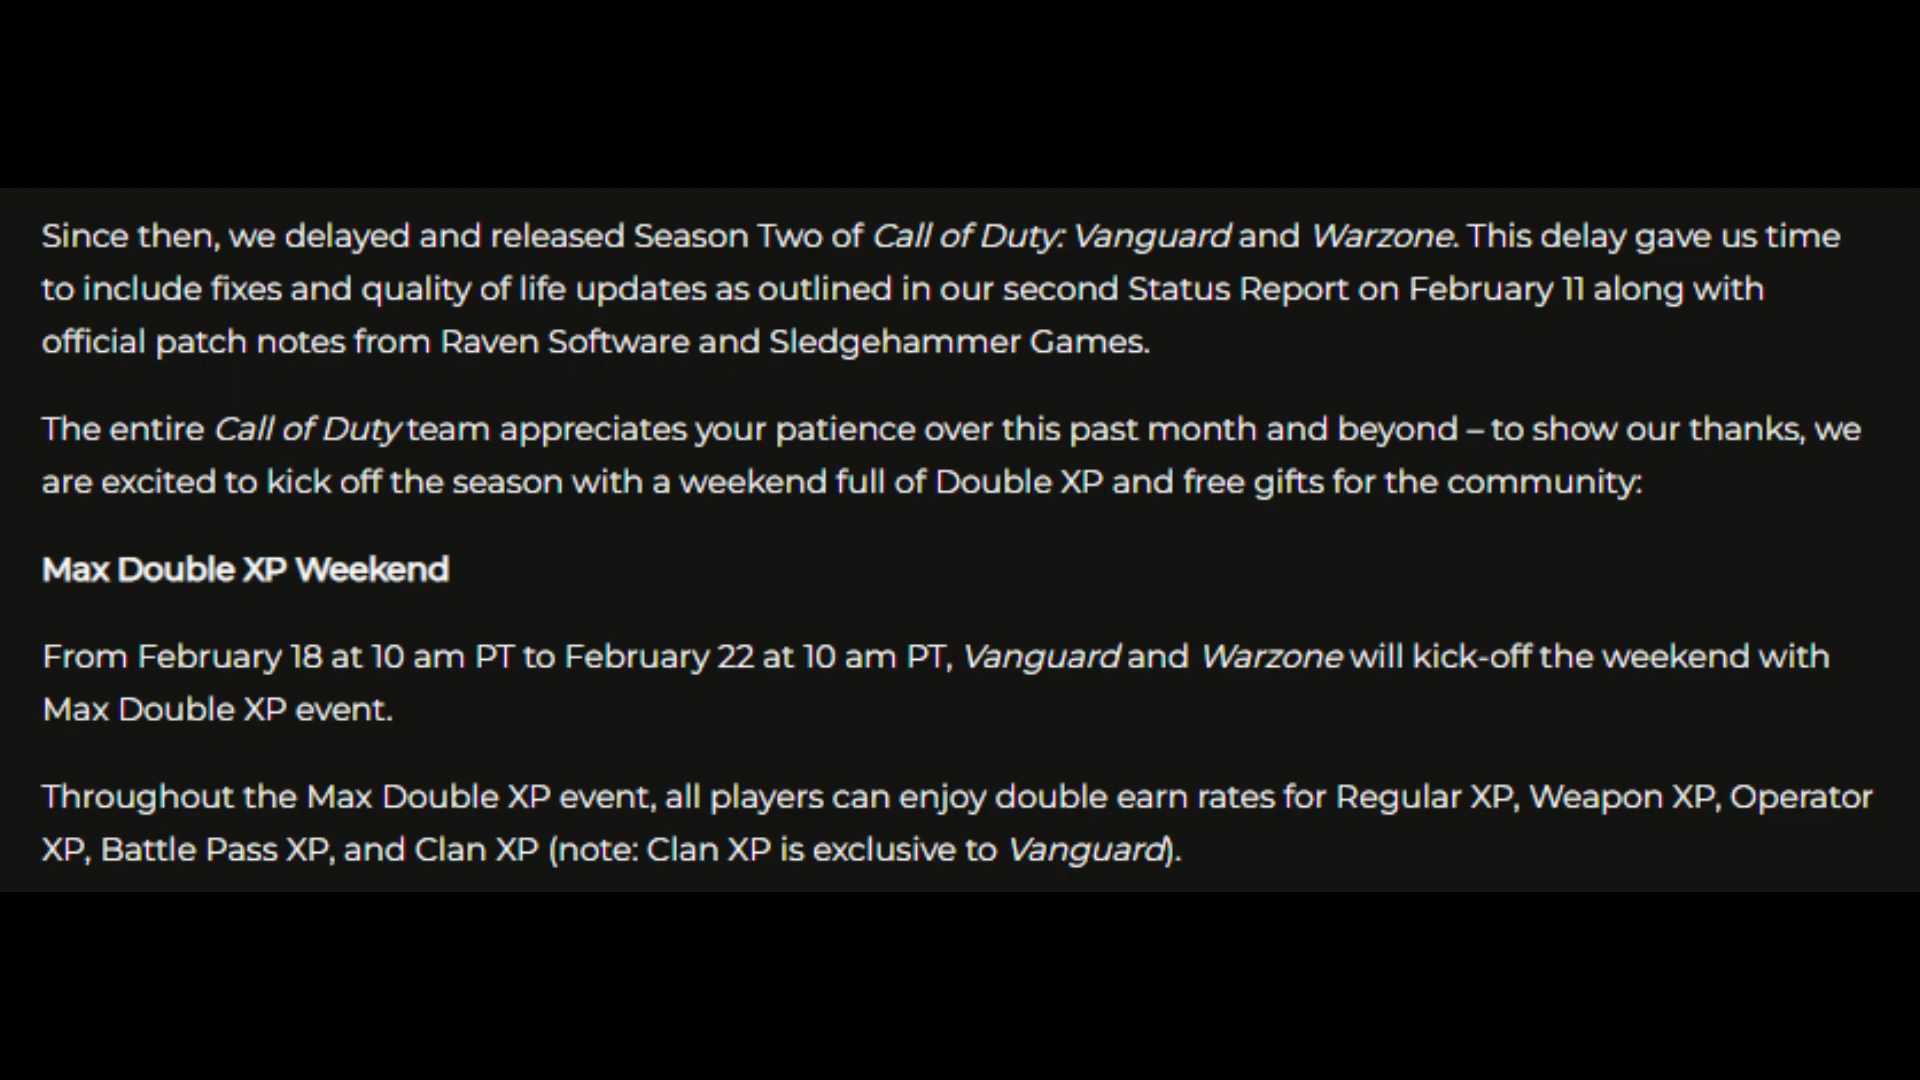 Since then, we delayed and released Season Two of Call of Duty: Vanguard and Warzone. This delay gave us time
to include fixes and quality of life updates as outlined in our second Status Report on February 11 along with
official patch notes from Raven Software and Sledgehammer Games.
The entire Call of Duty team appreciates your patience over this past month and beyond – to show our thanks, we
are excited to kick off the season with a weekend full of Double XP and free gifts for the community:
Max Double XP Weekend
From February 18 at 10 am PT to February 22 at 10 am PT, Vanguard and Warzone will kick-off the weekend with
Max Double XP event.
Throughout the Max Double XP event, all players can enjoy double earn rates for Regular XP, Weapon XP, Operator
XP, Battle Pass XP, and Clan XP (note: Clan XP is exclusive to Vanguard).